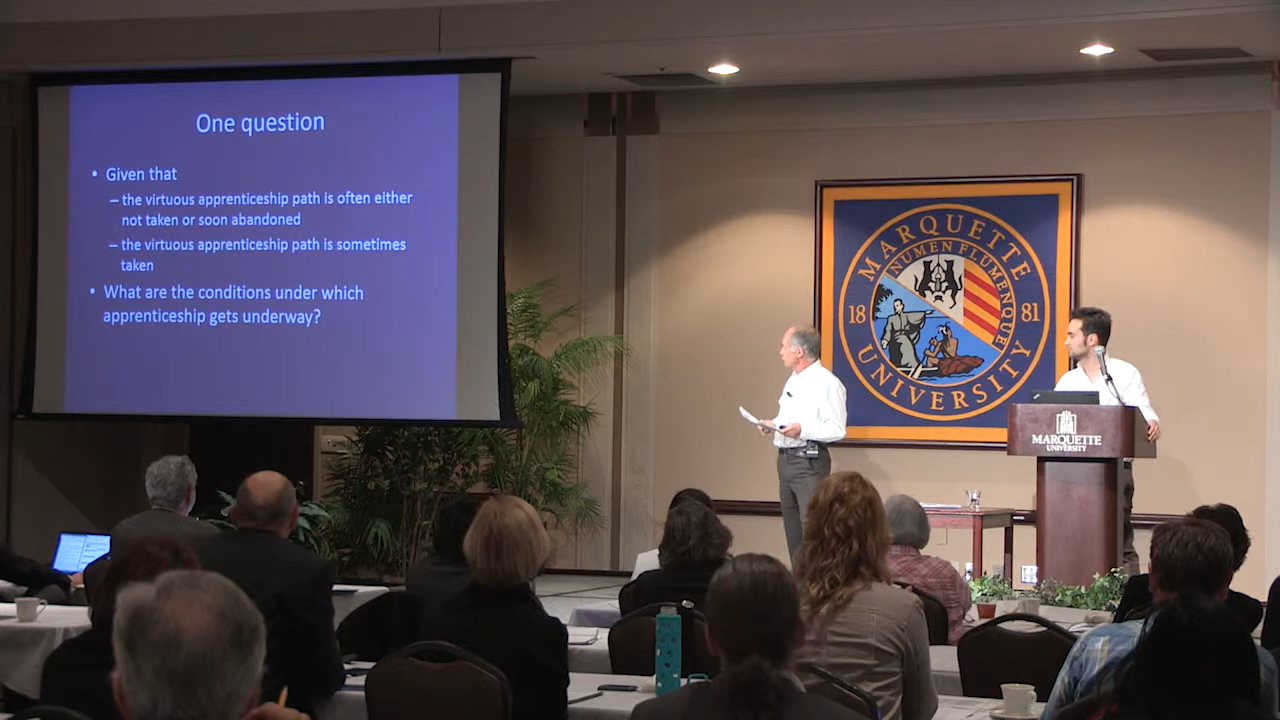 One question
• Given that
– the virtuous apprenticeship path is often either
not taken or soon abandoned
– the virtuous apprenticeship path is sometimes
taken
• What are the conditions under which
apprenticeship gets underway?
MARQUETTE
NUMEN FLUMENQUE
18 81
UNIVERSITY
MARQUETTE
UNIVERSITY